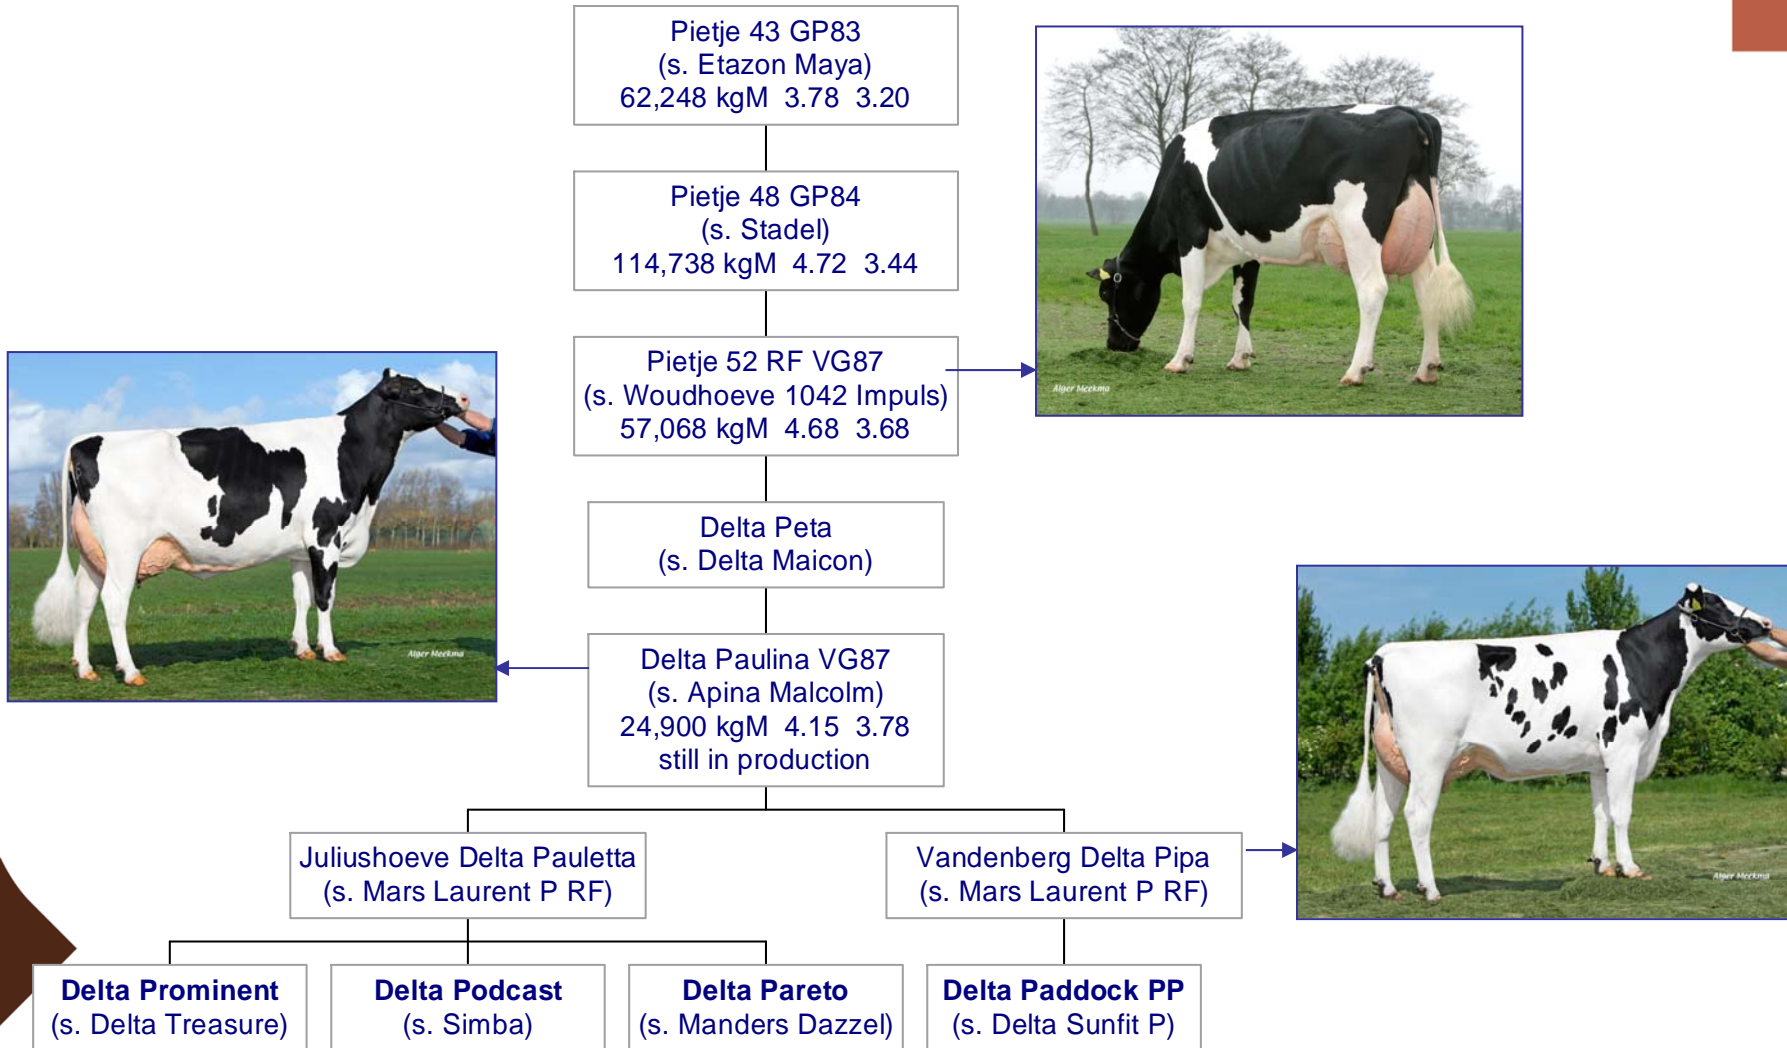 Pietje 43 GP83
(s. Etazon Maya)
62,248 kgM 3.78 3.20
Pietje 48 GP84
(s. Stadel)
114,738 kgM 4.72 3.44
Alger Meekma
Pietje 52 RF VG87
(s. Woudhoeve 1042 Impuls)
57,068 kgM 4.68 3.68
Delta Peta
(s. Delta Maicon)
Alger Meekma
Delta Paulina VG87
(s. Apina Malcolm)
24,900 kgM 4.15 3.78
still in production
Juliushoeve Delta Pauletta
(s. Mars Laurent P RF)
Vandenberg Delta Pipa
(s. Mars Laurent P RF)
Alger Meekma
Delta Prominent
(s. Delta Treasure)
Delta Podcast
(s. Simba)
Delta Pareto
(s. Manders Dazzel)
Delta Paddock PP
(s. Delta Sunfit P)